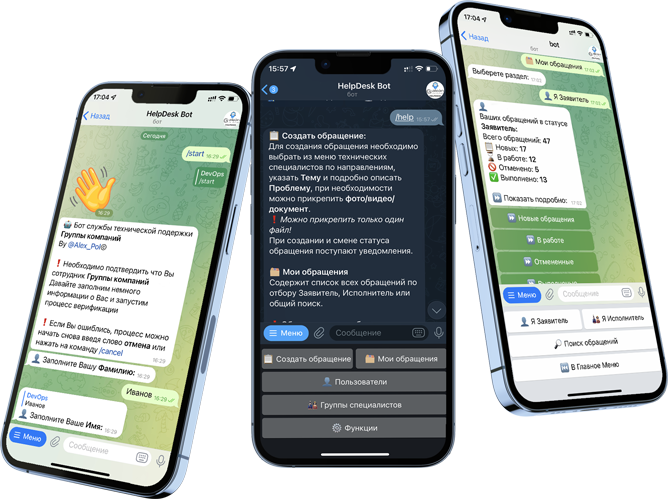 17:04
Назад
HelpDesk Bot
бот
Сегодня
/start 16:29
DevOps
/start
16:29
Бот службы технической подержки
Группы компаний
By @Alex_Pol©
Необходимо подтвердить что Вы
сотрудник Группы компаний
Давайте заполним немного
информации о Вас и запустим
процесс верификации
Если Вы ошиблись, процесс можно
начать снова введя слово отмена или
нажать на команду /cancel
16:29
Заполните Вашу Фамилию: 16:29
Иванов 16:29
DevOps
Иванов
Заполните Ваше Имя: 16:29
Меню
Сообщение
15:57
3
HelpDesk Bot
бот
/help 15:57
Создать обращение:
Для создания обращения необходимо
выбрать из меню технических
специалистов по направлениям,
указать Тему и подробно описать
Проблему, при необходимости
можно прикрепить фото/видео/
документ.
Можно прикрепить только один
файл!
При создании и смене статуса
обращения поступают уведомления.
Мои обращения
Содержит список всех обращений по
отбору Заявитель, Исполнитель или
общий поиск.
Меню
Сообщение
Создать обращение
Мои обращения
Пользователи
Группы специалистов
Функции
17:04
Назад
bot
бот
Мои обращения 17:03
Выберете раздел: 17:03
Я Заявитель 17:03
Ваших обращений в статусе
Заявитель:
Всего обращений: 47
Новых: 17
В работе: 12
Отменено: 5
Выполнено: 13
Показать подробно: 17:03
Новые обращения
В работе
Отмененные
Меню
Сообщение
Я Заявитель
Я Исполнитель
Поиск обращений
В Главное Меню